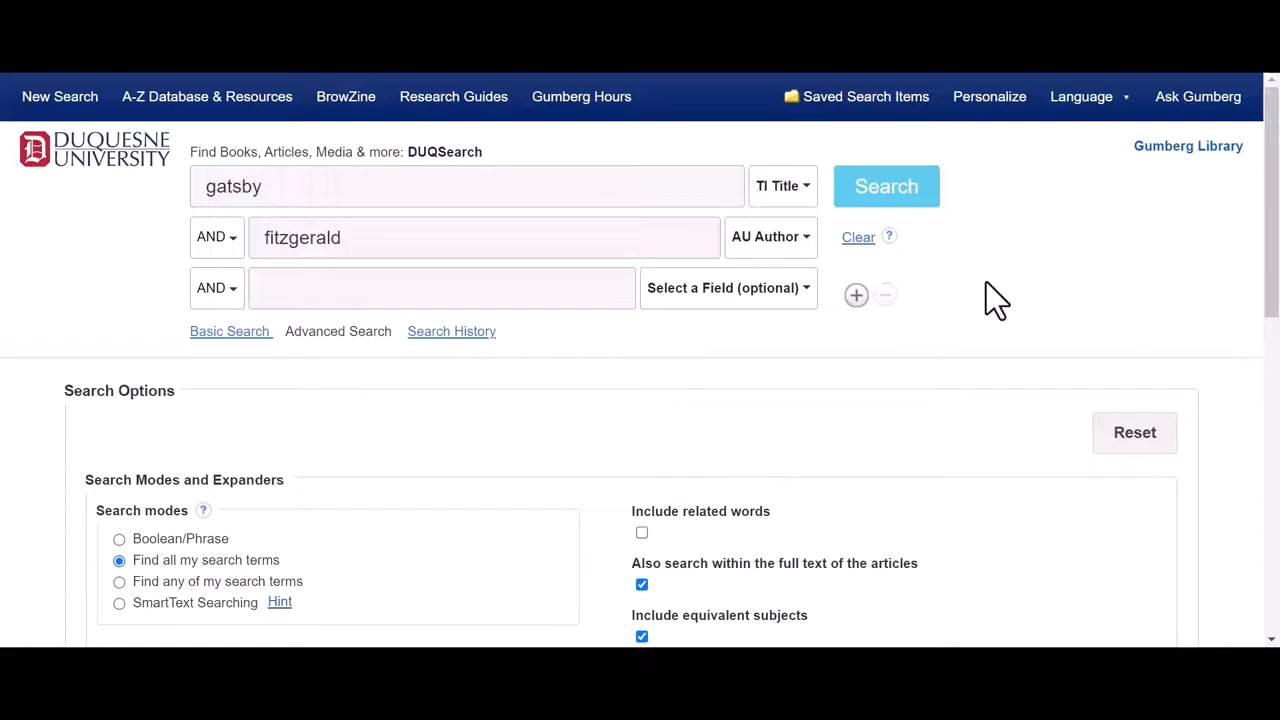 New Search A-Z Database & Resources BrowZine Research Guides Gumberg Hours Saved Search Items Personalize Language Ask Gumberg
D DUQUESNE UNIVERSITY
Find Books, Articles, Media & more: DUQSearch
Gumberg Library
gatsby TI Title Search
AND fitzgerald AU Author Clear ?
AND Select a Field (optional) + −
Basic Search Advanced Search Search History
Search Options
Reset
Search Modes and Expanders
Search modes ?
Boolean/Phrase
Find all my search terms
Find any of my search terms
SmartText Searching Hint
Include related words
Also search within the full text of the articles
Include equivalent subjects